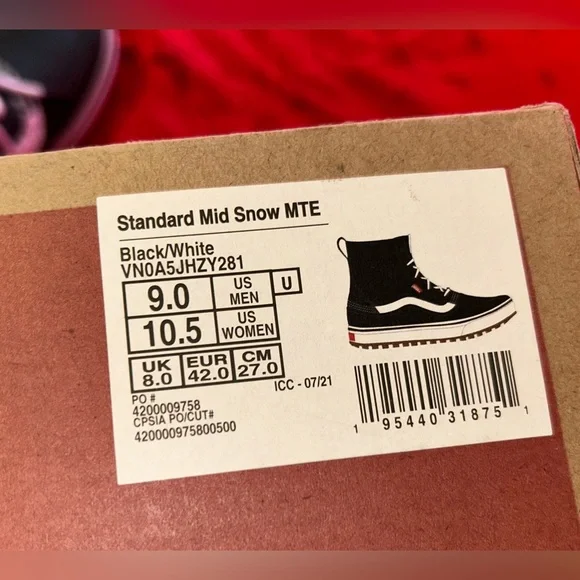 Standard Mid Snow MTE
Black/White
VN0A5JHZY281
9.0 US MEN U
10.5 US WOMEN
UK 8.0 EUR 42.0 CM 27.0
PO #
4200009758
CPSIA PO/CUT#
420000975800500
ICC - 07/21
1 95440 31875 1